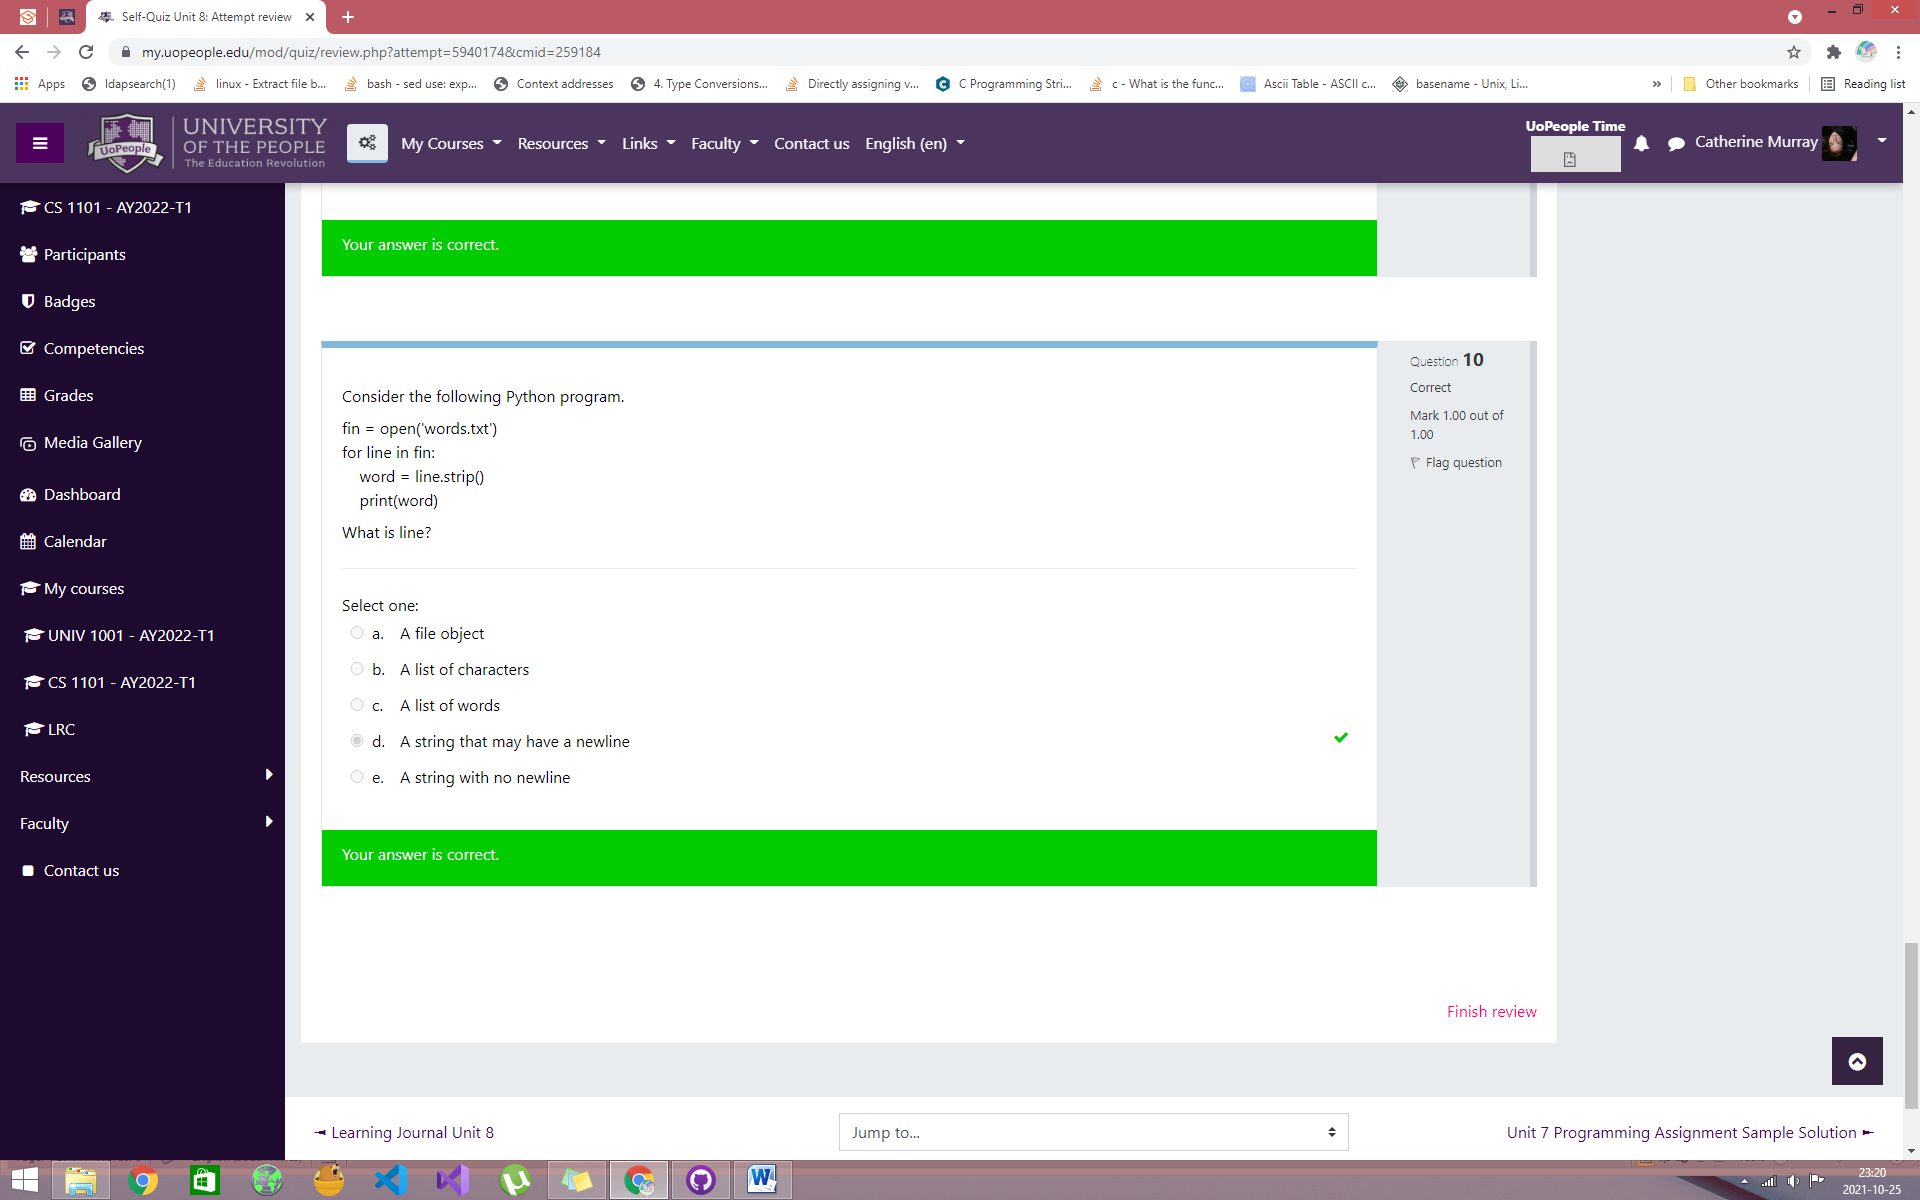 Self-Quiz Unit 8: Attempt review
my.uopeople.edu/mod/quiz/review.php?attempt=5940174&cmid=259184
Apps
ldapsearch(1)
linux - Extract file b...
bash - sed use: exp...
Context addresses
4. Type Conversions...
Directly assigning v...
C Programming Stri...
c - What is the func...
Ascii Table - ASCII c...
basename - Unix, Li...
»
Other bookmarks
Reading list
UoPeople
UNIVERSITY
OF THE PEOPLE
The Education Revolution
My Courses
Resources
Links
Faculty
Contact us
English (en)
UoPeople Time
Catherine Murray
CS 1101 - AY2022-T1
Participants
Badges
Competencies
Grades
Media Gallery
Dashboard
Calendar
My courses
UNIV 1001 - AY2022-T1
CS 1101 - AY2022-T1
LRC
Resources
Faculty
Contact us
Your answer is correct.
Question 10
Correct
Mark 1.00 out of
1.00
Flag question
Consider the following Python program.
fin = open('words.txt')
for line in fin:
word = line.strip()
print(word)
What is line?
Select one:
a. A file object
b. A list of characters
c. A list of words
d. A string that may have a newline
e. A string with no newline
Your answer is correct.
Finish review
Learning Journal Unit 8
Jump to...
Unit 7 Programming Assignment Sample Solution
23:20
2021-10-25